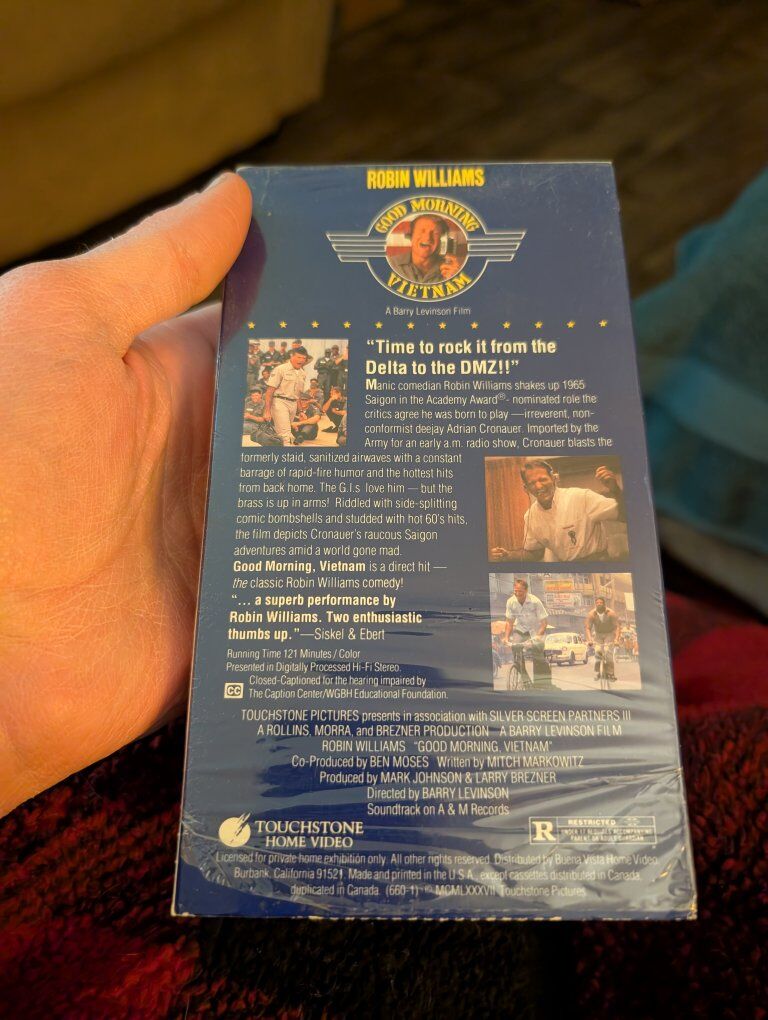 ROBIN WILLIAMS
GOOD MORNING
VIETNAM
A Barry Levinson Film
“Time to rock it from the
Delta to the DMZ!!”
Manic comedian Robin Williams shakes up 1965
Saigon in the Academy Award®- nominated role the
critics agree he was born to play —irreverent, non-
conformist deejay Adrian Cronauer. Imported by the
Army for an early a.m. radio show, Cronauer blasts the
formerly staid, sanitized airwaves with a constant
barrage of rapid-fire humor and the hottest hits
from back home. The G.I.s love him — but the
brass is up in arms! Riddled with side-splitting
comic bombshells and studded with hot 60's hits,
the film depicts Cronauer's raucous Saigon
adventures amid a world gone mad.
Good Morning, Vietnam is a direct hit —
the classic Robin Williams comedy!
“... a superb performance by
Robin Williams. Two enthusiastic
thumbs up.”—Siskel & Ebert
Running Time 121 Minutes / Color
Presented in Digitally Processed Hi-Fi Stereo.
CC Closed-Captioned for the hearing impaired by
The Caption Center/WGBH Educational Foundation.
TOUCHSTONE PICTURES presents in association with SILVER SCREEN PARTNERS III
A ROLLINS, MORRA, and BREZNER PRODUCTION A BARRY LEVINSON FILM
ROBIN WILLIAMS “GOOD MORNING, VIETNAM”
Co-Produced by BEN MOSES Written by MITCH MARKOWITZ
Produced by MARK JOHNSON & LARRY BREZNER
Directed by BARRY LEVINSON
Soundtrack on A & M Records
TOUCHSTONE
HOME VIDEO
R RESTRICTED
UNDER 17 REQUIRES ACCOMPANYING
PARENT OR ADULT GUARDIAN
Licensed for private home exhibition only. All other rights reserved. Distributed by Buena Vista Home Video,
Burbank, California 91521. Made and printed in the U.S.A., except cassettes distributed in Canada,
duplicated in Canada. (660-1) © MCMLXXXVII Touchstone Pictures